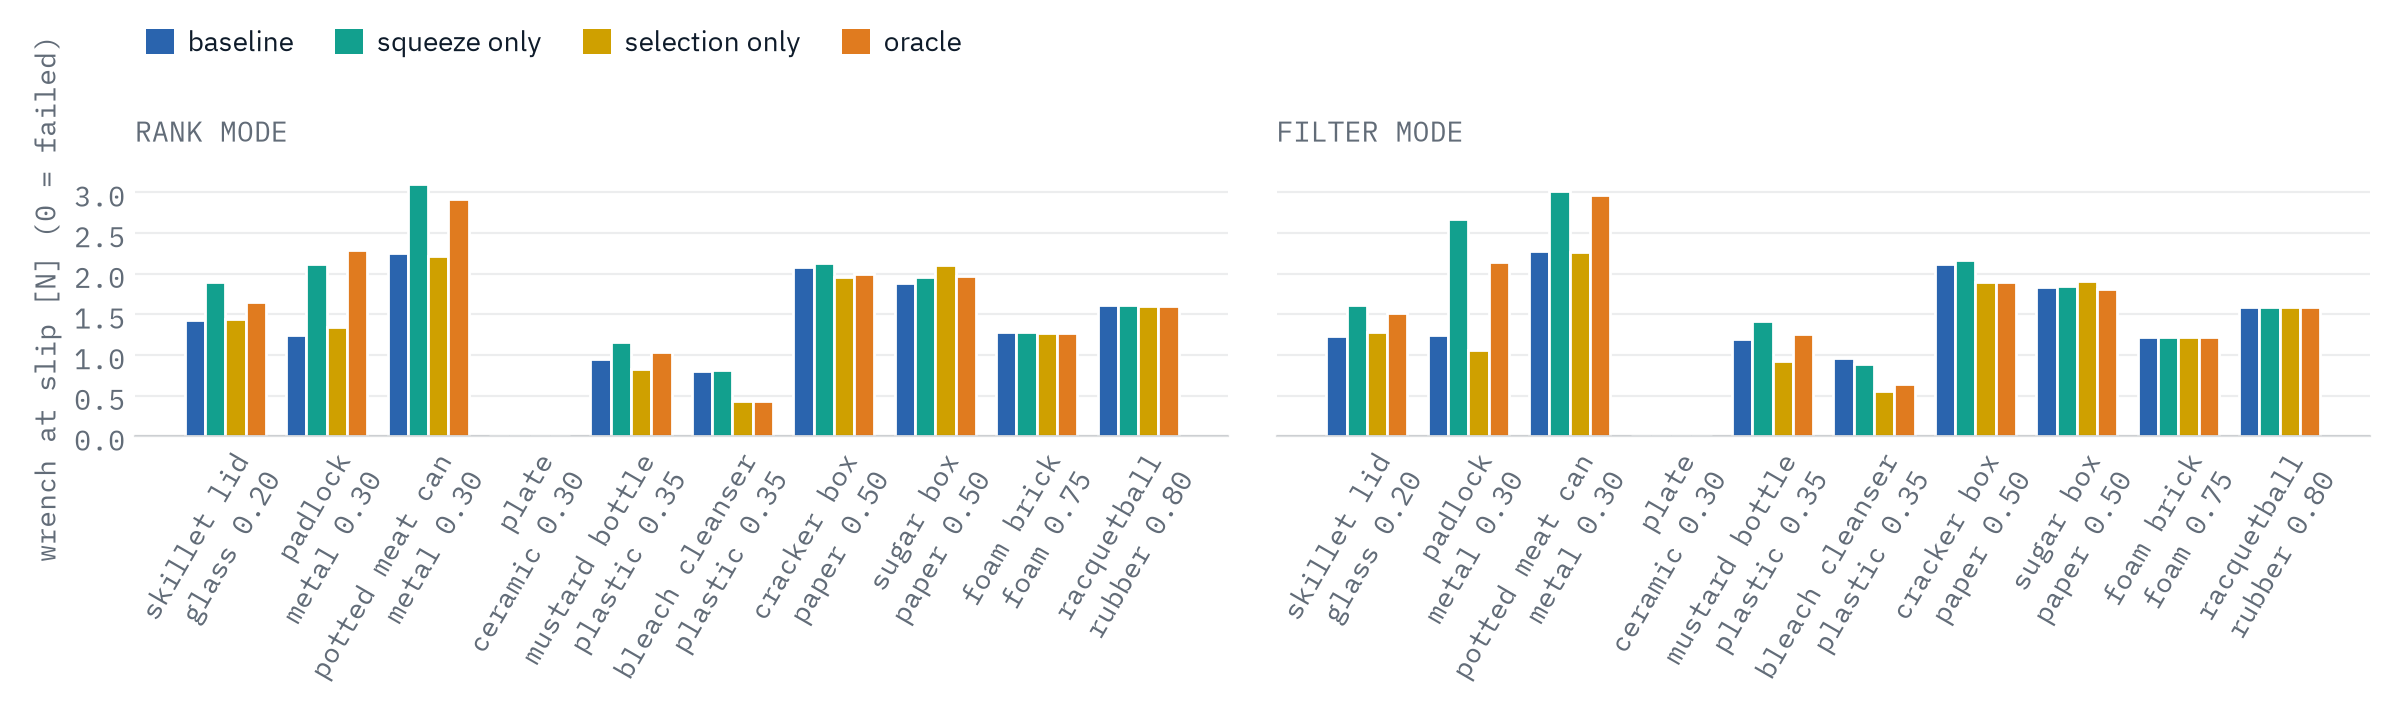 baseline
squeeze only
selection only
oracle
wrench at slip [N] (0 = failed)
RANK MODE
3.0
2.5
2.0
1.5
1.0
0.5
0.0
skillet lid
glass 0.20
padlock
metal 0.30
potted meat can
metal 0.30
plate
ceramic 0.30
mustard bottle
plastic 0.35
bleach cleanser
plastic 0.35
cracker box
paper 0.50
sugar box
paper 0.50
foam brick
foam 0.75
racquetball
rubber 0.80
FILTER MODE
skillet lid
glass 0.20
padlock
metal 0.30
potted meat can
metal 0.30
plate
ceramic 0.30
mustard bottle
plastic 0.35
bleach cleanser
plastic 0.35
cracker box
paper 0.50
sugar box
paper 0.50
foam brick
foam 0.75
racquetball
rubber 0.80